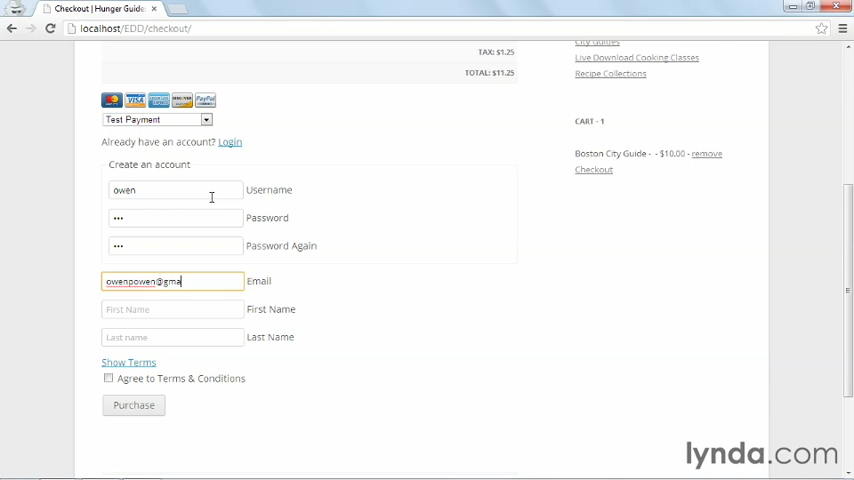 Checkout | Hunger Guide
localhost/EDD/checkout/
City Guides
Live Download Cooking Classes
Recipe Collections
TAX: $1.25
TOTAL: $11.25
VISA
PayPal
Test Payment
CART - 1
Already have an account? Login
Boston City Guide - - $10.00 - remove
Checkout
Create an account
owen Username
••• Password
••• Password Again
owenpowen@gma Email
First Name First Name
Last name Last Name
Show Terms
Agree to Terms & Conditions
Purchase
lynda.com